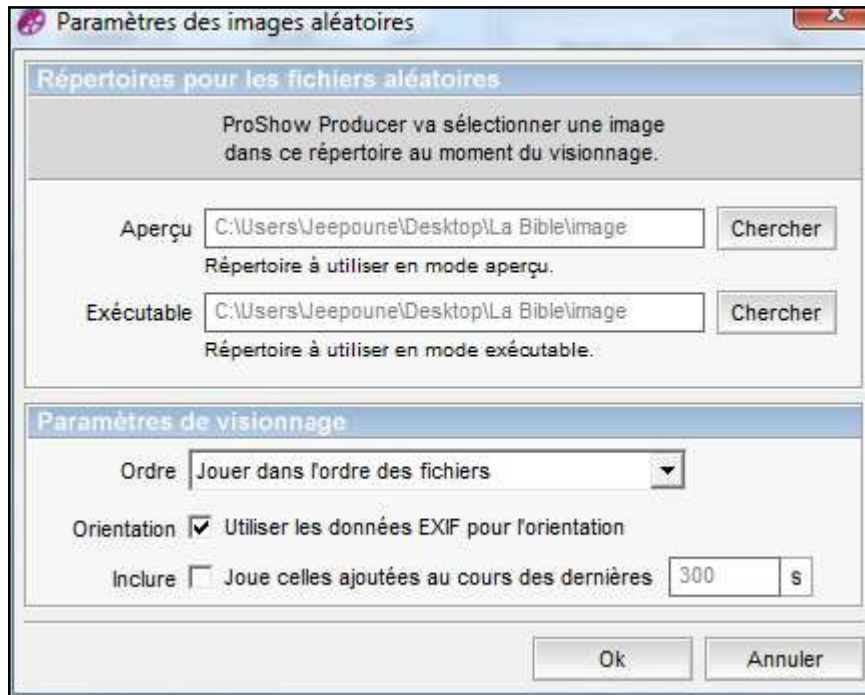 Paramètres des images aléatoires
Répertoires pour les fichiers aléatoires
ProShow Producer va sélectionner une image
dans ce répertoire au moment du visionnage.
Aperçu C:\Users\Jeepoune\Desktop\La Bible\image Chercher
Répertoire à utiliser en mode aperçu.
Exécutable C:\Users\Jeepoune\Desktop\La Bible\image Chercher
Répertoire à utiliser en mode exécutable.
Paramètres de visionnage
Ordre Jouer dans l'ordre des fichiers
Orientation Utiliser les données EXIF pour l'orientation
Inclure Joue celles ajoutées au cours des dernières 300 s
Ok Annuler